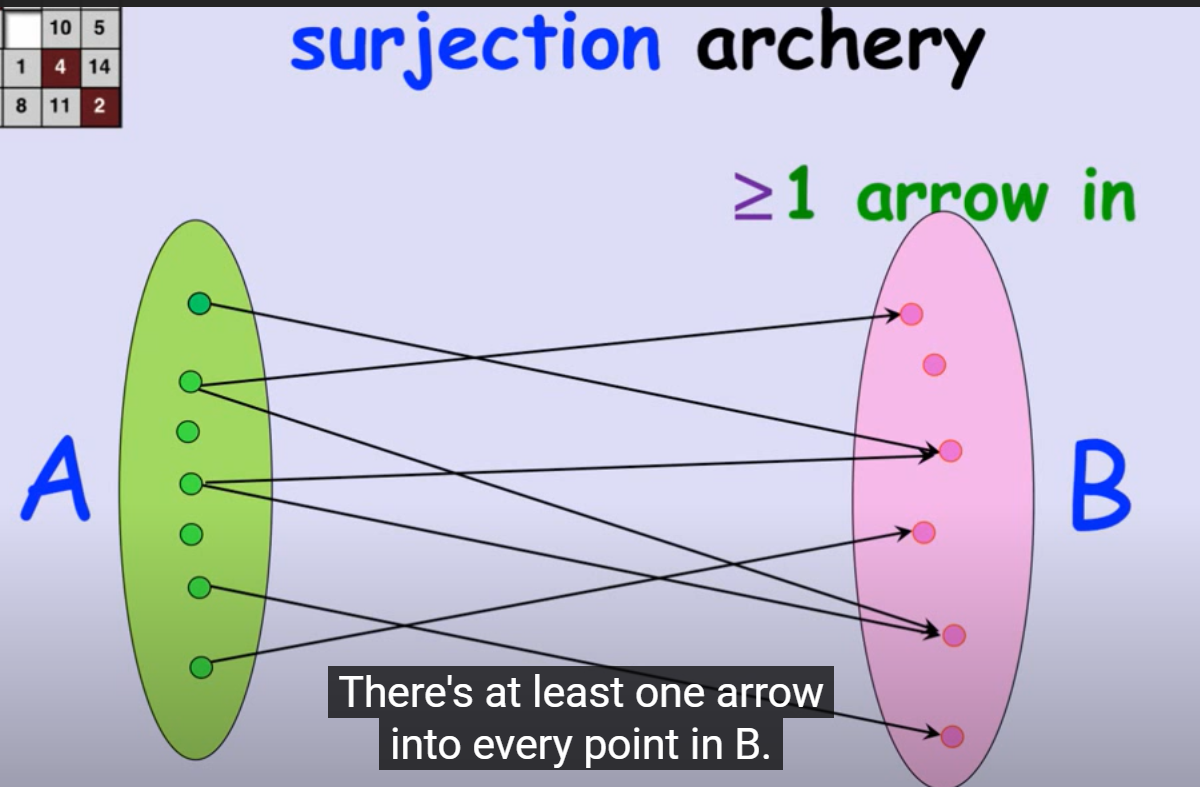 10 5
1 4 14
8 11 2
surjection archery
≥1 arrow in
A
B
There's at least one arrow
into every point in B.